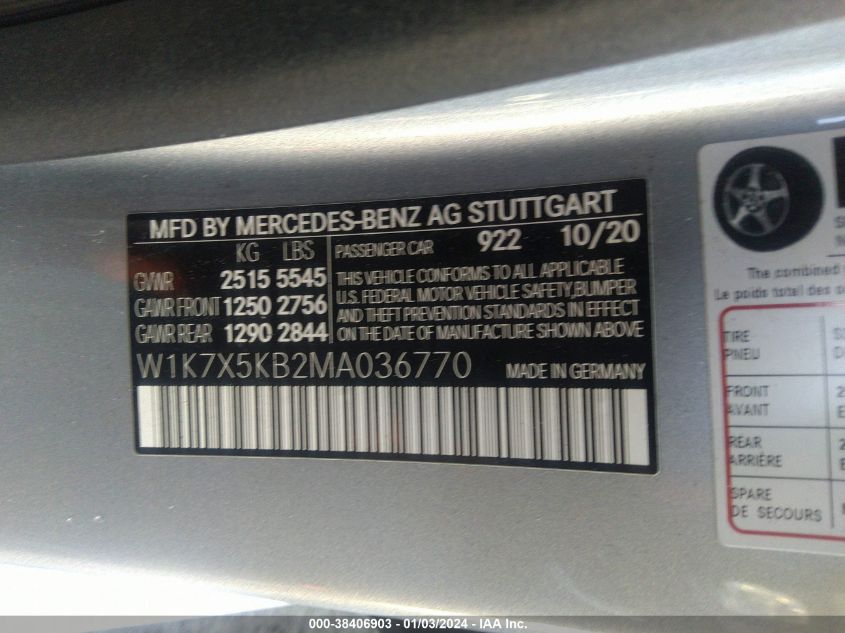 MFD BY MERCEDES-BENZ AG STUTTGART
KG LBS
GVWR 2515 5545
GAWR FRONT 1250 2756
GAWR REAR 1290 2844
PASSENGER CAR 922 10/20
THIS VEHICLE CONFORMS TO ALL APPLICABLE
U.S. FEDERAL MOTOR VEHICLE SAFETY,BUMPER
AND THEFT PREVENTION STANDARDS IN EFFECT
ON THE DATE OF MANUFACTURE SHOWN ABOVE
W1K7X5KB2MA036770 MADE IN GERMANY
The combined
Le poids total des
TIRE
PNEU
FRONT
AVANT
REAR
ARRIÈRE
SPARE
DE SECOURS
000-38406903 - 01/03/2024 - IAA Inc.